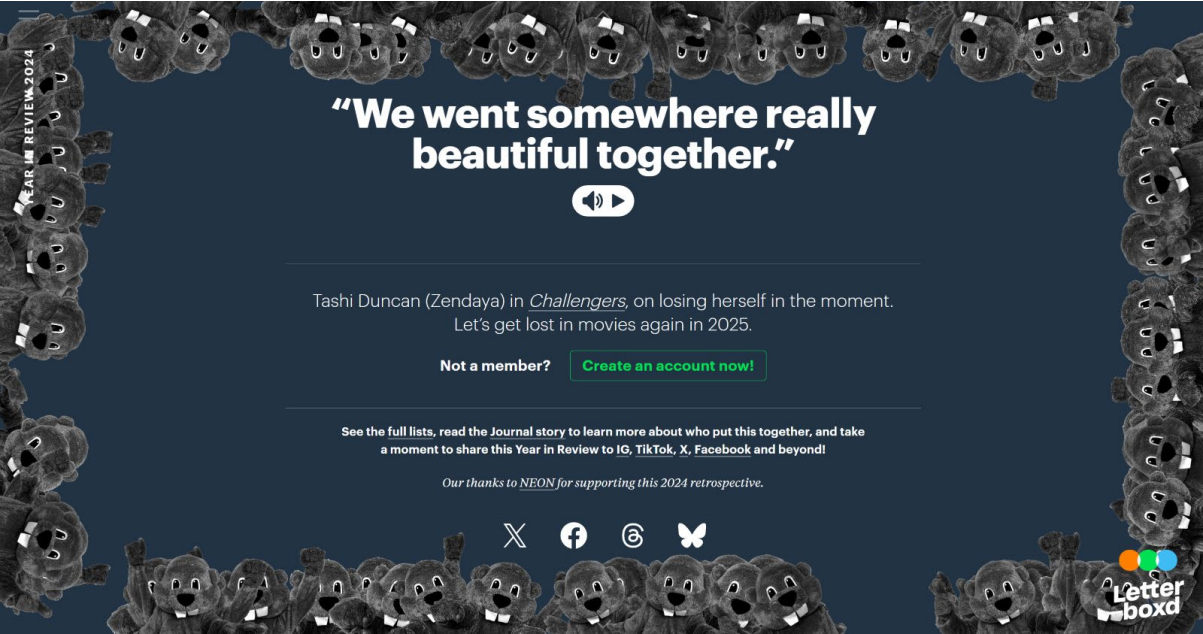 YEAR IN REVIEW 2024
“We went somewhere really
beautiful together.”
Tashi Duncan (Zendaya) in Challengers, on losing herself in the moment.
Let’s get lost in movies again in 2025.
Not a member?
Create an account now!
See the full lists, read the Journal story to learn more about who put this together, and take
a moment to share this Year in Review to IG, TikTok, X, Facebook and beyond!
Our thanks to NEON for supporting this 2024 retrospective.
Letter
boxd